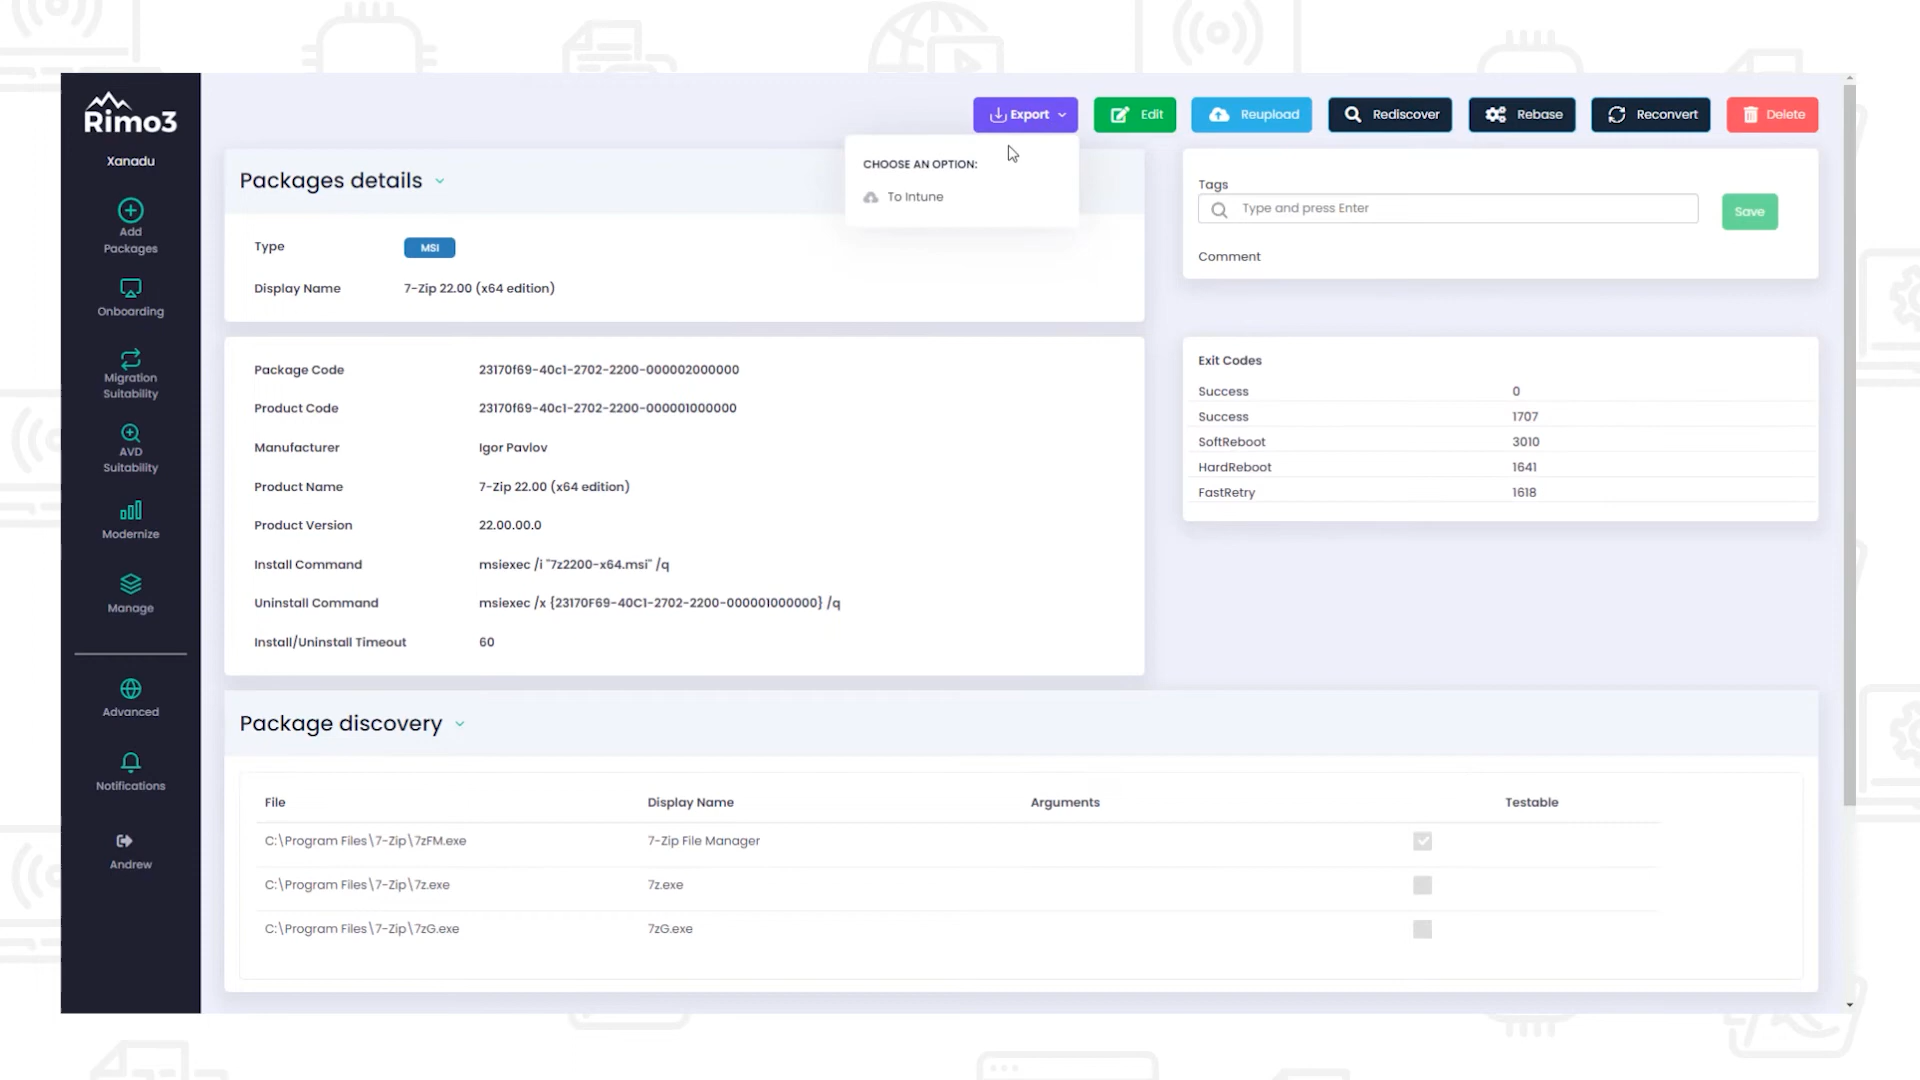 Rimo3
Xanadu
Add
Packages
Onboarding
Migration
Suitability
AVD
Suitability
Modernize
Manage
Advanced
Notifications
Andrew
Export
Edit
Reupload
Rediscover
Rebase
Reconvert
Delete
CHOOSE AN OPTION:
To Intune
Packages details
Type MSI
Display Name 7-Zip 22.00 (x64 edition)
Tags
Type and press Enter
Save
Comment
Package Code 23170f69-40c1-2702-2200-000002000000
Product Code 23170f69-40c1-2702-2200-000001000000
Manufacturer Igor Pavlov
Product Name 7-Zip 22.00 (x64 edition)
Product Version 22.00.00.0
Install Command msiexec /i "7z2200-x64.msi" /q
Uninstall Command msiexec /x {23170F69-40C1-2702-2200-000001000000} /q
Install/Uninstall Timeout 60
Exit Codes
Success 0
Success 1707
SoftReboot 3010
HardReboot 1641
FastRetry 1618
Package discovery
File Display Name Arguments Testable
C:\Program Files\7-Zip\7zFM.exe 7-Zip File Manager
C:\Program Files\7-Zip\7z.exe 7z.exe
C:\Program Files\7-Zip\7zG.exe 7zG.exe